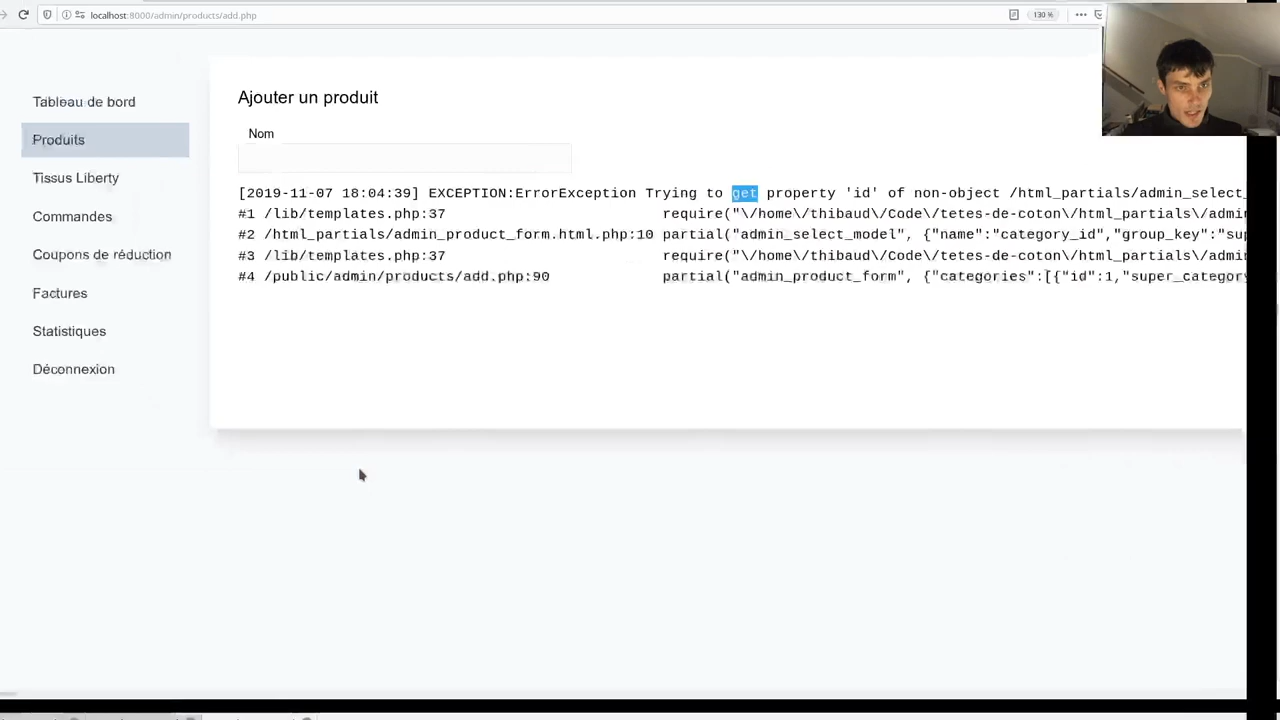 localhost:8000/admin/products/add.php
130 %
Tableau de bord
Produits
Tissus Liberty
Commandes
Coupons de réduction
Factures
Statistiques
Déconnexion
Ajouter un produit
Nom
[2019-11-07 18:04:39] EXCEPTION:ErrorException Trying to get property 'id' of non-object /html_partials/admin_select_
#1 /lib/templates.php:37 require("\/home\/thibaud\/Code\/tetes-de-coton\/html_partials\/admin
#2 /html_partials/admin_product_form.html.php:10 partial("admin_select_model", {"name":"category_id","group_key":"sup
#3 /lib/templates.php:37 require("\/home\/thibaud\/Code\/tetes-de-coton\/html_partials\/admin
#4 /public/admin/products/add.php:90 partial("admin_product_form", {"categories":[{"id":1,"super_category